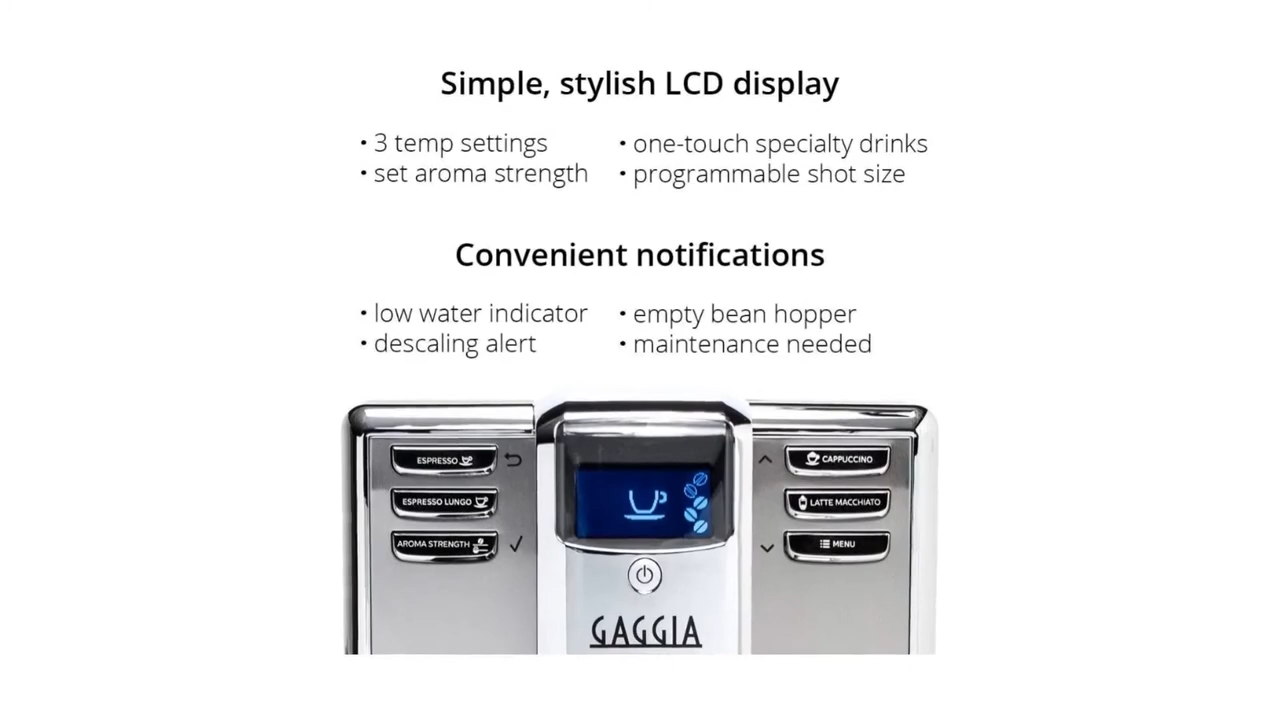 Simple, stylish LCD display
• 3 temp settings
• set aroma strength
• one-touch specialty drinks
• programmable shot size
Convenient notifications
• low water indicator
• descaling alert
• empty bean hopper
• maintenance needed
ESPRESSO
ESPRESSO LUNGO
AROMA STRENGTH
CAPPUCCINO
LATTE MACCHIATO
MENU
GAGGIA